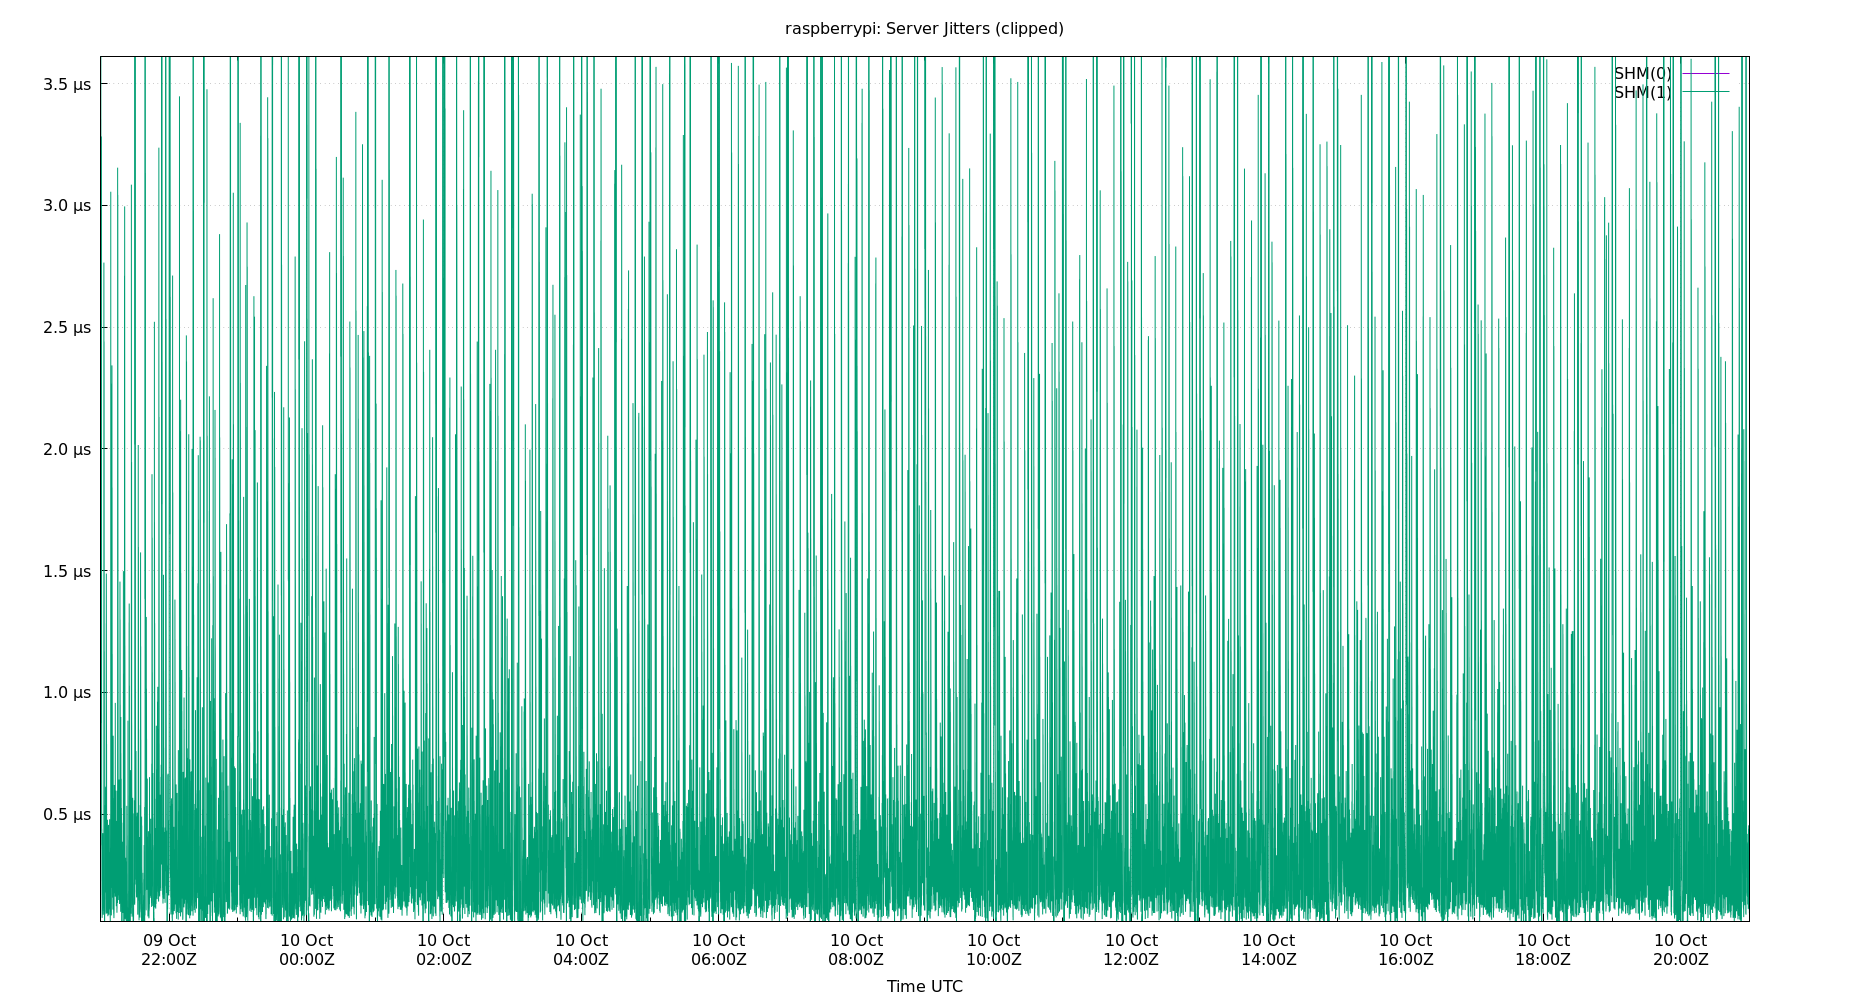 raspberrypi: Server Jitters (clipped)
SHM(0)
SHM(1)
3.5 µs
3.0 µs
2.5 µs
2.0 µs
1.5 µs
1.0 µs
0.5 µs
09 Oct 10 Oct 10 Oct 10 Oct 10 Oct 10 Oct 10 Oct 10 Oct 10 Oct 10 Oct 10 Oct 10 Oct
22:00Z 00:00Z 02:00Z 04:00Z 06:00Z 08:00Z 10:00Z 12:00Z 14:00Z 16:00Z 18:00Z 20:00Z
Time UTC